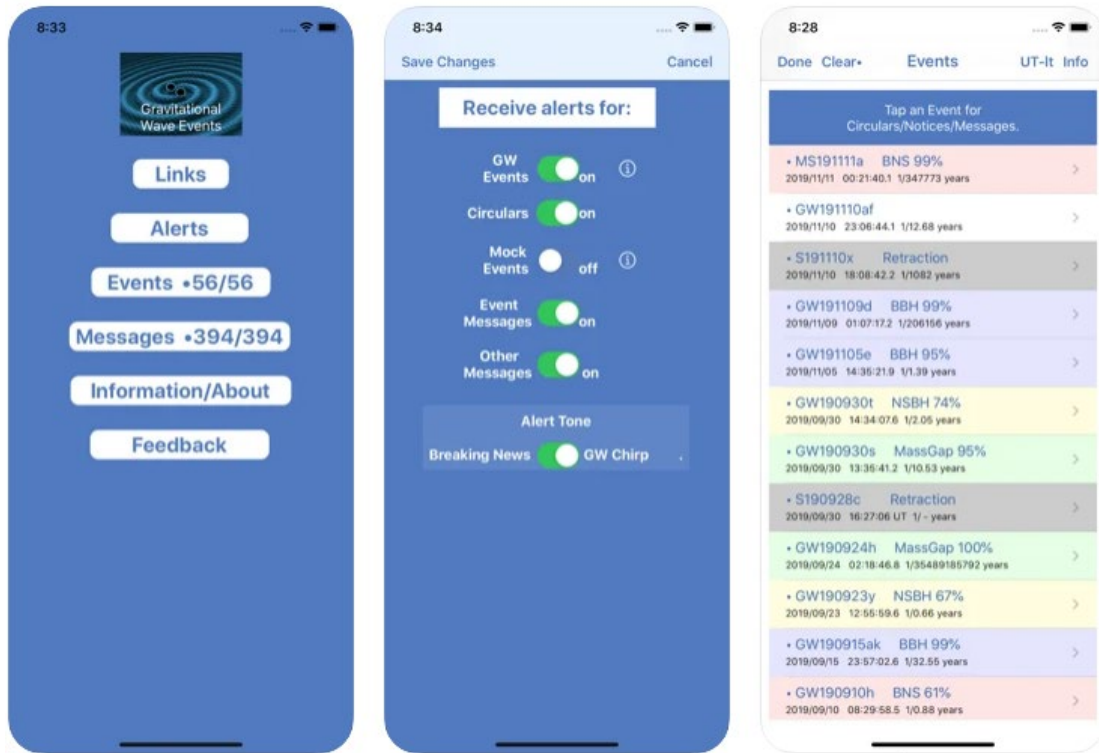 8:33
Gravitational
Wave Events
Links
Alerts
Events •56/56
Messages •394/394
Information/About
Feedback
8:34
Save Changes
Cancel
Receive alerts for:
GW
Events
on
Circulars
on
Mock
Events
off
Event
Messages
on
Other
Messages
on
Alert Tone
Breaking News
GW Chirp
8:28
Done Clear• Events UT-lt Info
Tap an Event for
Circulars/Notices/Messages.
• MS191111a BNS 99%
2019/11/11 00:21:40.1 1/347773 years
• GW191110af
2019/11/10 23:06:44.1 1/12.68 years
• S191110x Retraction
2019/11/10 18:08:42.2 1/1082 years
• GW191109d BBH 99%
2019/11/09 01:07:17.2 1/206156 years
• GW191105e BBH 95%
2019/11/05 14:35:21.9 1/1.39 years
• GW190930t NSBH 74%
2019/09/30 14:34:07.6 1/2.05 years
• GW190930s MassGap 95%
2019/09/30 13:35:41.2 1/10.53 years
• S190928c Retraction
2019/09/30 16:27:06 UT 1/ - years
• GW190924h MassGap 100%
2019/09/24 02:18:46.8 1/35489185792 years
• GW190923y NSBH 67%
2019/09/23 12:55:59.6 1/0.66 years
• GW190915ak BBH 99%
2019/09/15 23:57:02.6 1/32.55 years
• GW190910h BNS 61%
2019/09/10 08:29:58.5 1/0.88 years